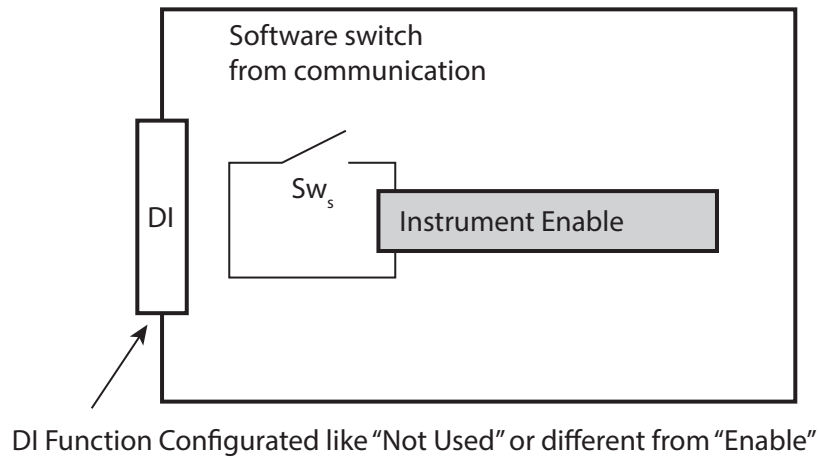 Software switch
from communication
Sws
DI
Instrument Enable
DI Function Configurated like “Not Used” or different from “Enable”